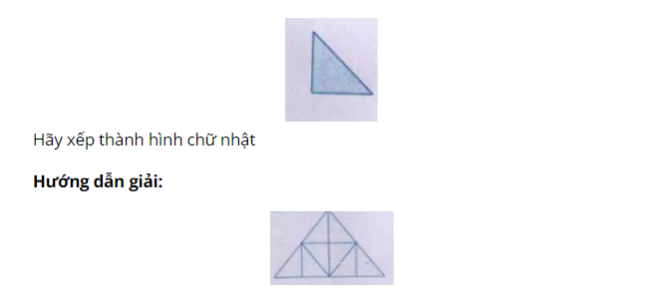 Hãy xếp thành hình chữ nhật
Hướng dẫn giải: